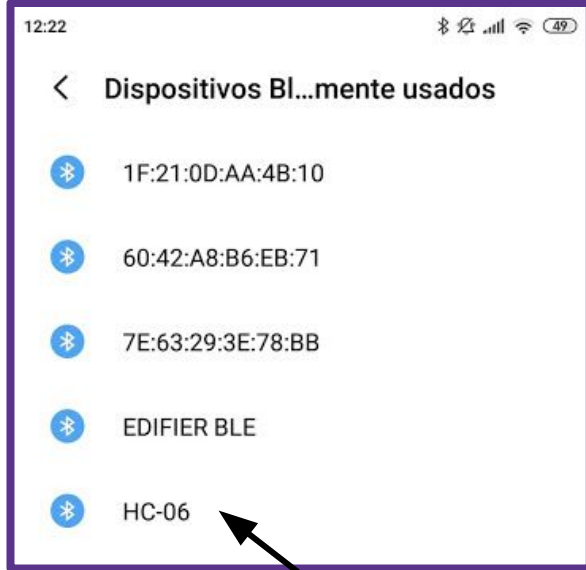 12:22
49
Dispositivos Bl...mente usados
1F:21:0D:AA:4B:10
60:42:A8:B6:EB:71
7E:63:29:3E:78:BB
EDIFIER BLE
HC-06